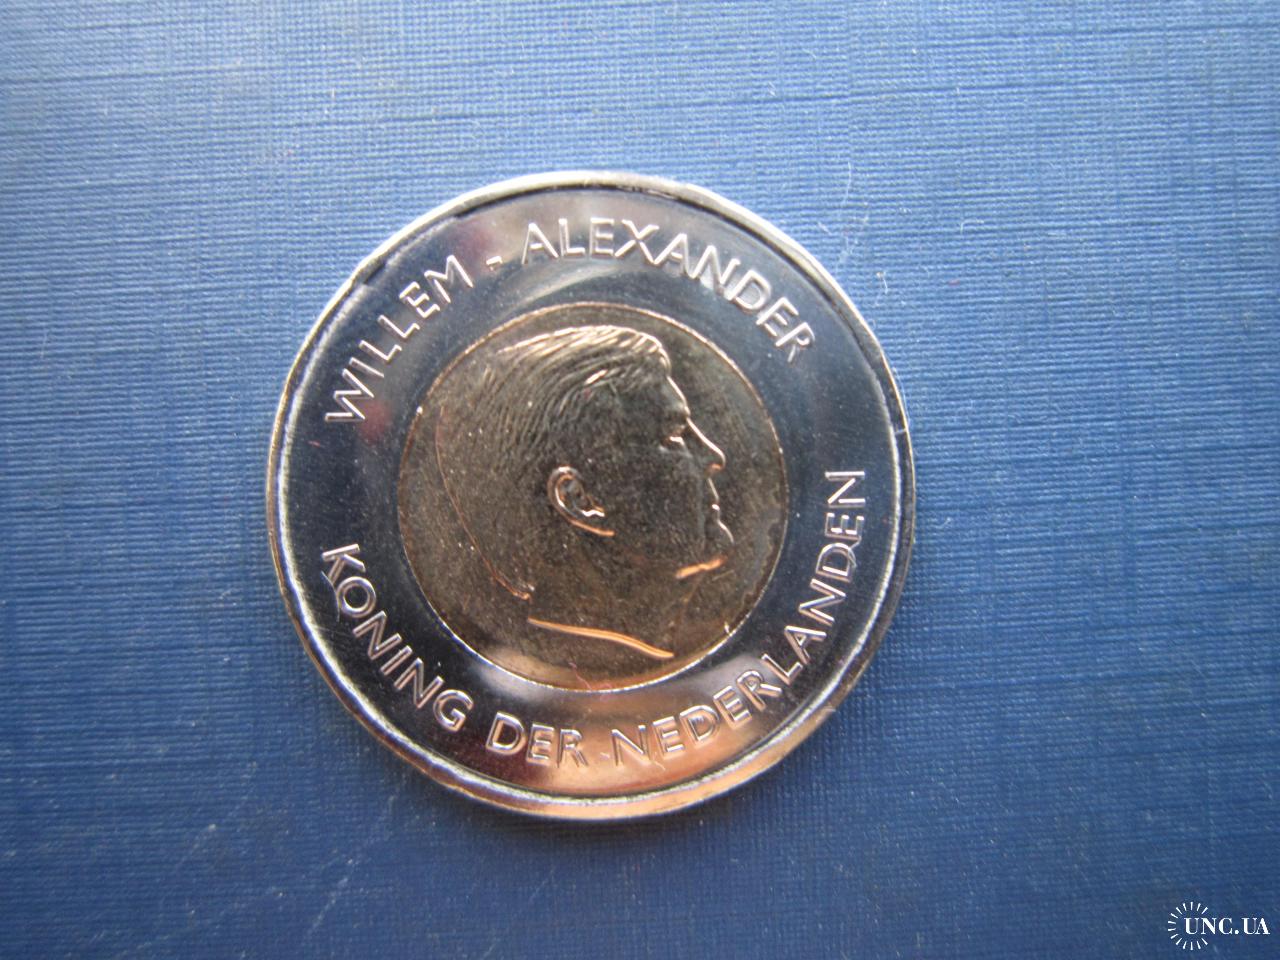 WILLEM - ALEXANDER
KONING DER NEDERLANDEN
UNC.UA